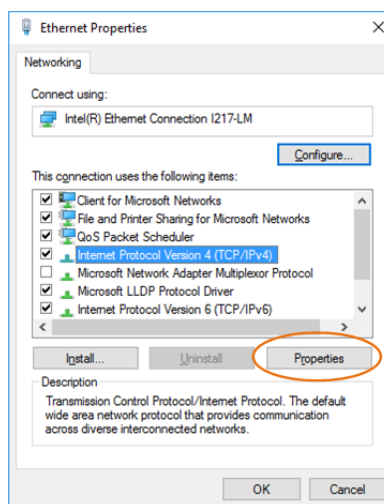 Ethernet Properties
Networking
Connect using:
Intel(R) Ethernet Connection I217-LM
Configure...
This connection uses the following items:
Client for Microsoft Networks
File and Printer Sharing for Microsoft Networks
QoS Packet Scheduler
Internet Protocol Version 4 (TCP/IPv4)
Microsoft Network Adapter Multiplexor Protocol
Microsoft LLDP Protocol Driver
Internet Protocol Version 6 (TCP/IPv6)
Install...
Uninstall
Properties
Description
Transmission Control Protocol/Internet Protocol. The default
wide area network protocol that provides communication
across diverse interconnected networks.
OK
Cancel